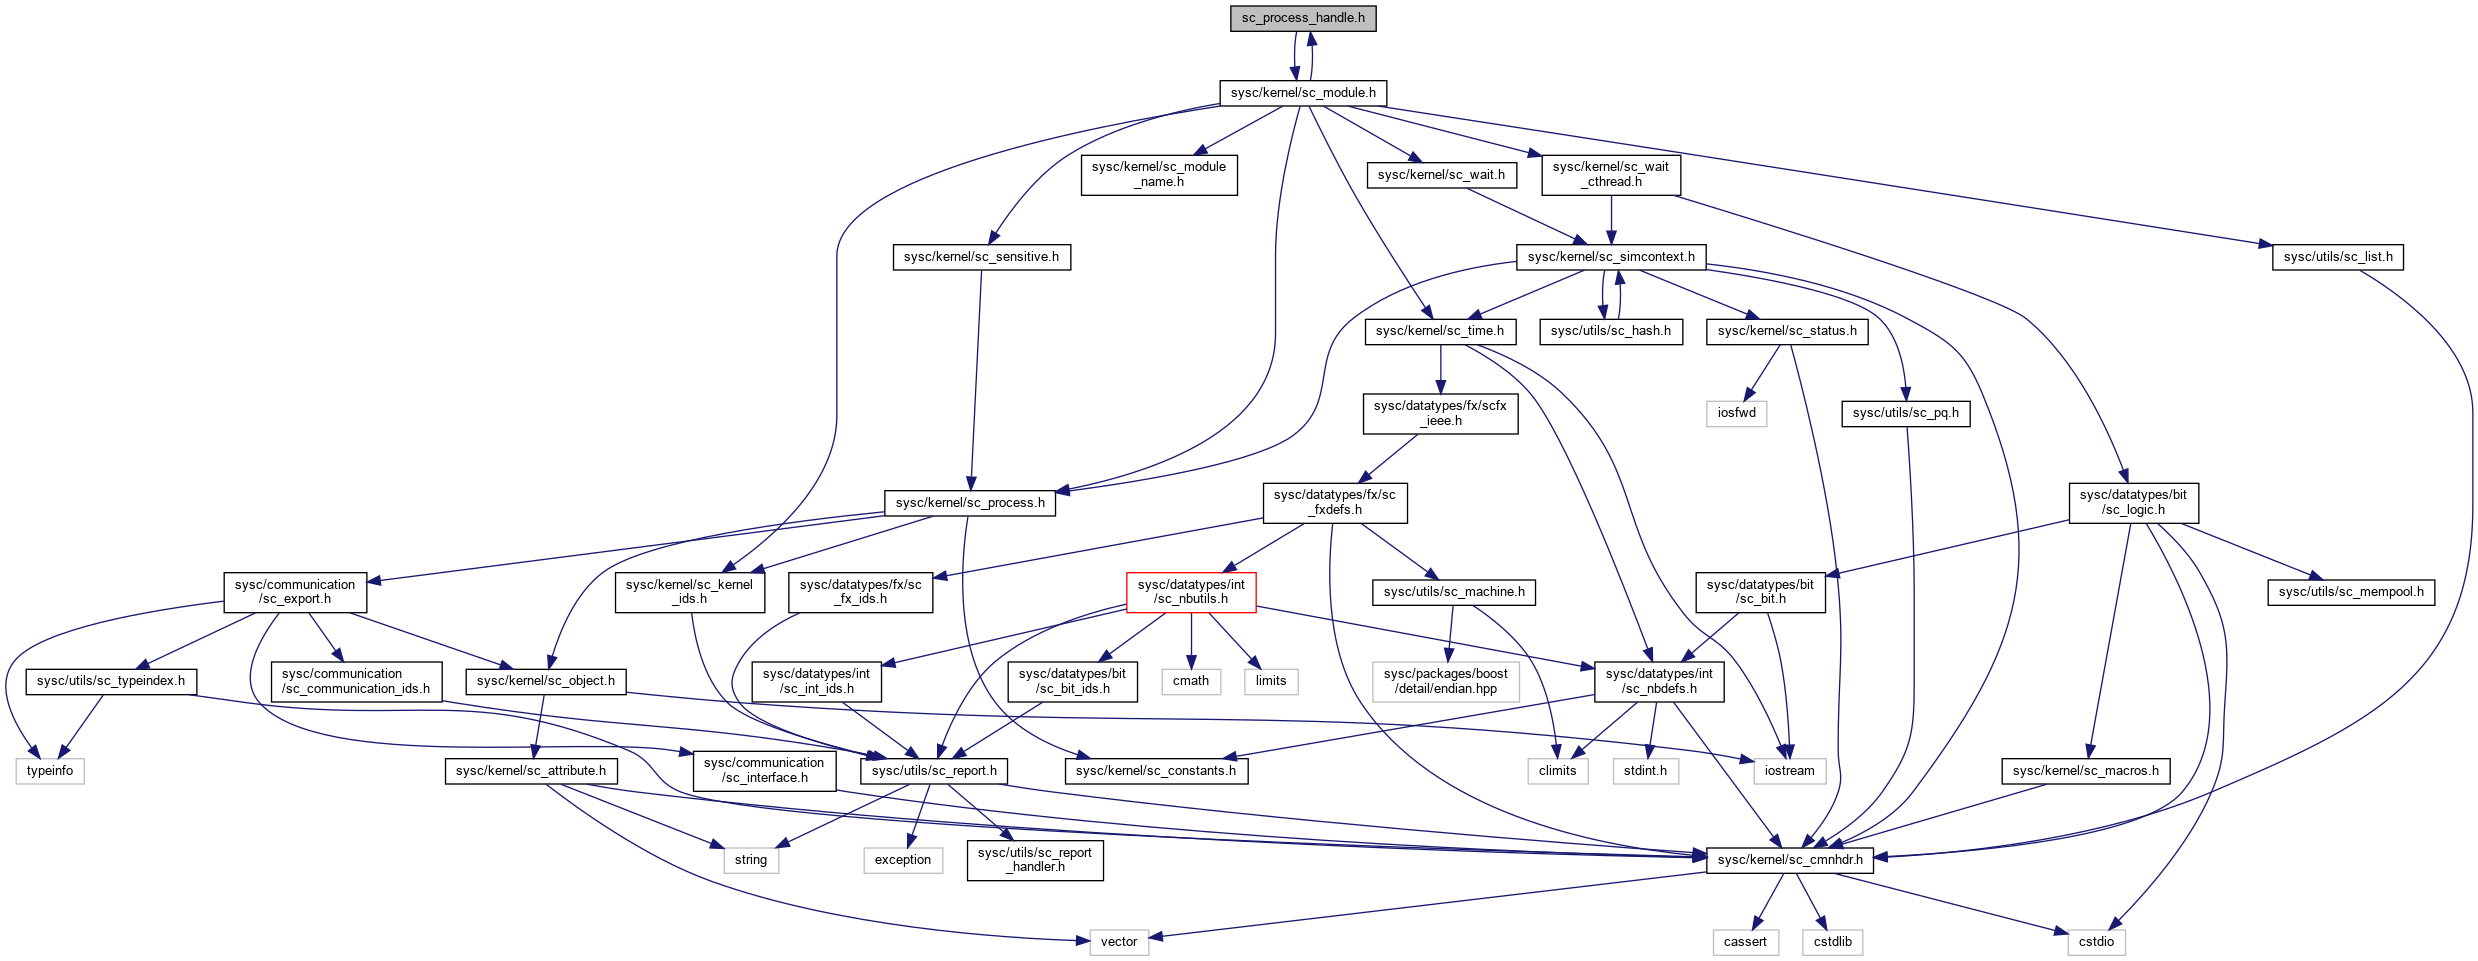 sc_process_handle.h
sysc/kernel/sc_module.h
sysc/kernel/sc_module
_name.h
sysc/kernel/sc_wait.h
sysc/kernel/sc_wait
_cthread.h
sysc/kernel/sc_sensitive.h
sysc/kernel/sc_simcontext.h
sysc/utils/sc_list.h
sysc/kernel/sc_time.h
sysc/utils/sc_hash.h
sysc/kernel/sc_status.h
sysc/datatypes/fx/scfx
_ieee.h
iosfwd
sysc/utils/sc_pq.h
sysc/kernel/sc_process.h
sysc/datatypes/fx/sc
_fxdefs.h
sysc/datatypes/bit
/sc_logic.h
sysc/communication
/sc_export.h
sysc/kernel/sc_kernel
_ids.h
sysc/datatypes/fx/sc
_fx_ids.h
sysc/datatypes/int
/sc_nbutils.h
sysc/utils/sc_machine.h
sysc/datatypes/bit
/sc_bit.h
sysc/utils/sc_mempool.h
sysc/utils/sc_typeindex.h
sysc/communication
/sc_communication_ids.h
sysc/kernel/sc_object.h
sysc/datatypes/int
/sc_int_ids.h
sysc/datatypes/bit
/sc_bit_ids.h
cmath
limits
sysc/packages/boost
/detail/endian.hpp
sysc/datatypes/int
/sc_nbdefs.h
typeinfo
sysc/kernel/sc_attribute.h
sysc/communication
/sc_interface.h
sysc/utils/sc_report.h
sysc/kernel/sc_constants.h
climits
stdint.h
iostream
sysc/kernel/sc_macros.h
string
exception
sysc/utils/sc_report
_handler.h
sysc/kernel/sc_cmnhdr.h
vector
cassert
cstdlib
cstdio